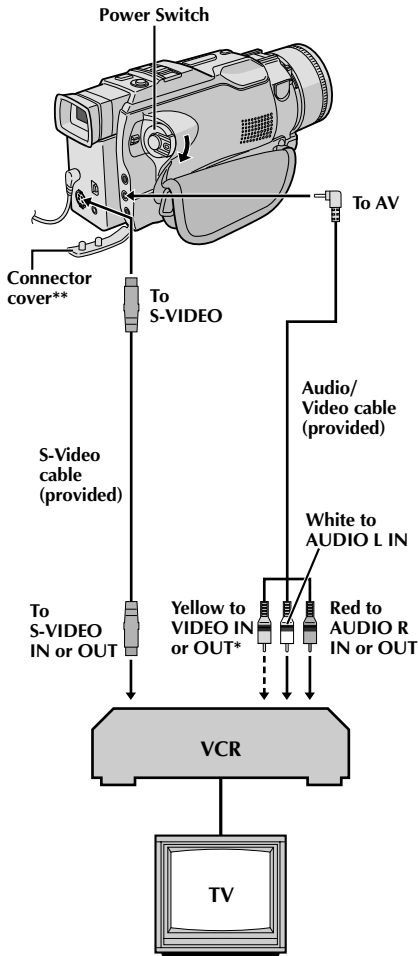 Power Switch
To AV
Connector
cover**
To
S-VIDEO
Audio/
Video cable
(provided)
S-Video
cable
(provided)
White to
AUDIO L IN
To
S-VIDEO
IN or OUT
Yellow to
VIDEO IN
or OUT*
Red to
AUDIO R
IN or OUT
VCR
TV